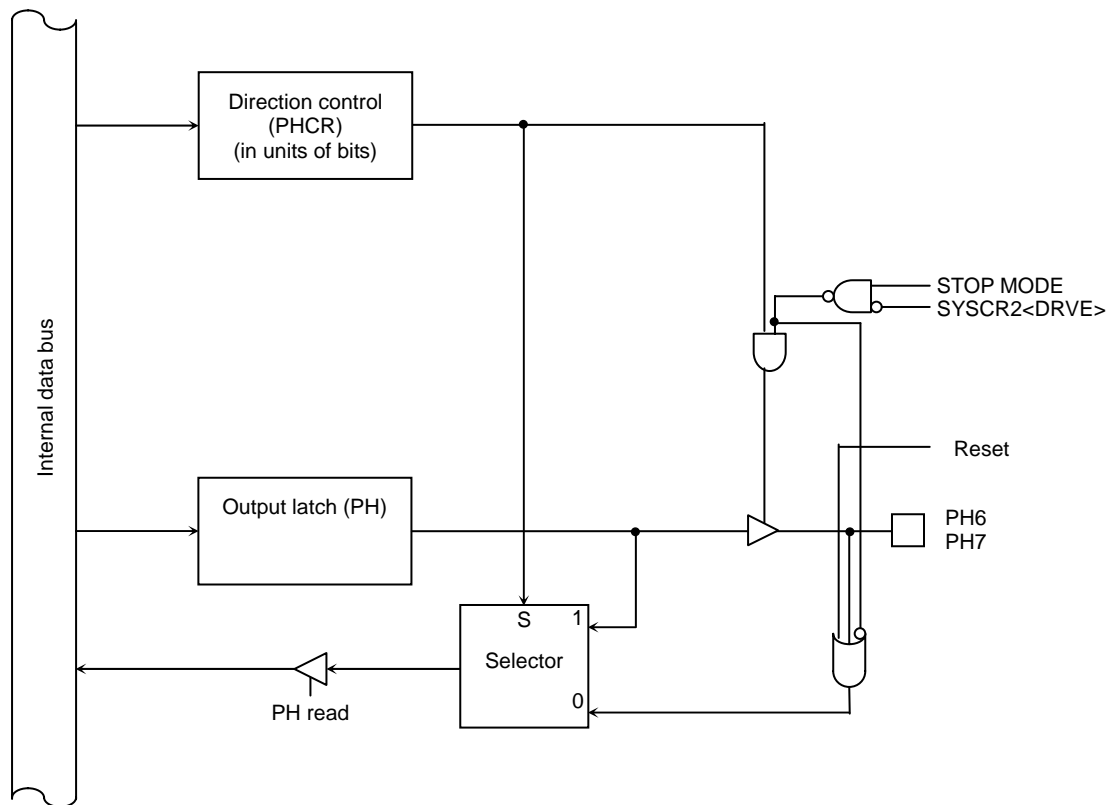 Direction control
(PHCR)
(in units of bits)
STOP MODE
SYSCR2<DRVE>
Internal data bus
Reset
Output latch (PH)
PH6
PH7
S
1
Selector
0
PH read